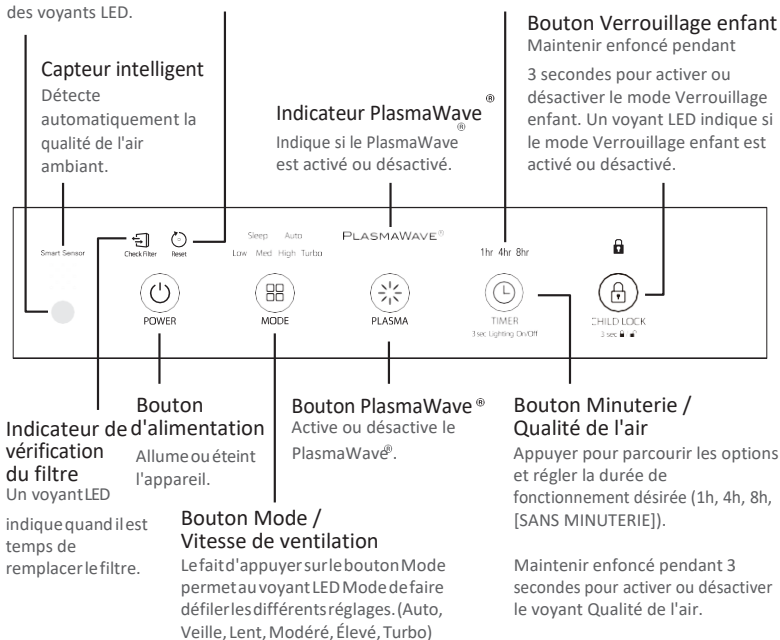 des voyants LED.
Capteur intelligent
Détecte
automatiquement la
qualité de l'air
ambiant.
Indicateur PlasmaWave ®
®
Indique si le PlasmaWave
est activé ou désactivé.
Bouton Verrouillage enfant
Maintenir enfoncé pendant
3 secondes pour activer ou
désactiver le mode Verrouillage
enfant. Un voyant LED indique si
le mode Verrouillage enfant est
activé ou désactivé.
Smart Sensor
Check Filter
Reset
Sleep Auto
Low Med High Turbo
PLASMAWAVE®
1hr 4hr 8hr
POWER
MODE
PLASMA
TIMER
3 sec Lighting On/Off
CHILD LOCK
3 sec
Indicateur de
vérification
du filtre
Un voyant LED
indique quand il est
temps de
remplacer le filtre.
Bouton
d'alimentation
Allume ou éteint
l'appareil.
Bouton Mode /
Vitesse de ventilation
Le fait d'appuyer sur le bouton Mode
permet au voyant LED Mode de faire
défiler les différents réglages. (Auto,
Veille, Lent, Modéré, Élevé, Turbo)
Bouton PlasmaWave ®
Active ou désactive le
PlasmaWave®.
Bouton Minuterie /
Qualité de l'air
Appuyer pour parcourir les options
et régler la durée de
fonctionnement désirée (1h, 4h, 8h,
[SANS MINUTERIE]).
Maintenir enfoncé pendant 3
secondes pour activer ou désactiver
le voyant Qualité de l'air.